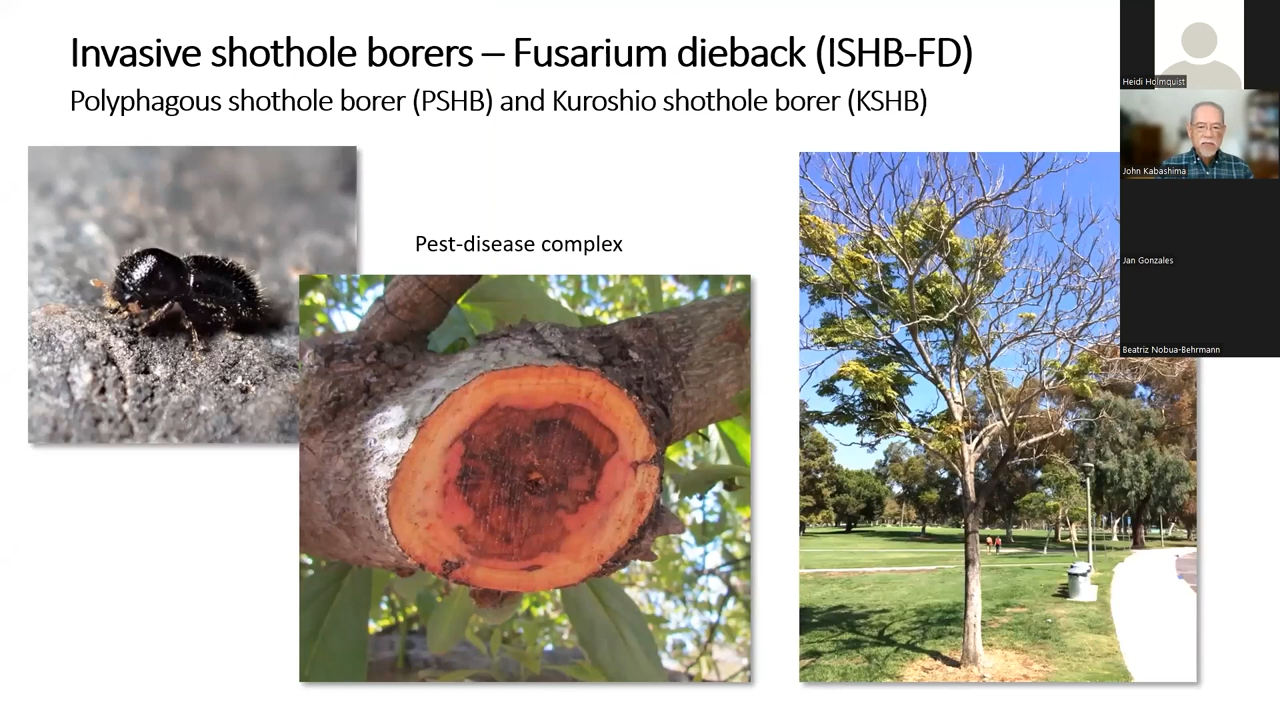 Invasive shothole borers – Fusarium dieback (ISHB-FD)
Polyphagous shothole borer (PSHB) and Kuroshio shothole borer (KSHB)
Pest-disease complex
Heidi Holmquist
John Kabashima
Jan Gonzales
Beatriz Nobua-Behrmann